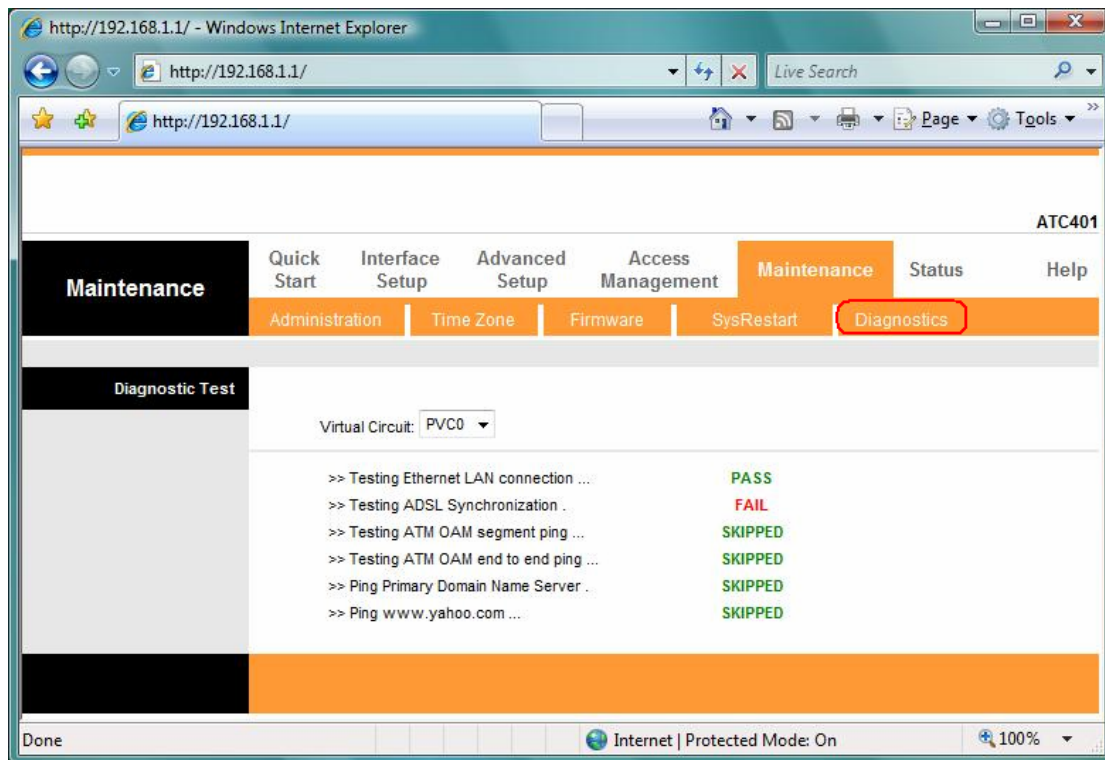 http://192.168.1.1/ - Windows Internet Explorer
http://192.168.1.1/
Live Search
http://192.168.1.1/
Page
Tools
ATC401
Maintenance
Quick Start
Interface Setup
Advanced Setup
Access Management
Maintenance
Status
Help
Administration
Time Zone
Firmware
SysRestart
Diagnostics
Diagnostic Test
Virtual Circuit: PVC0
>> Testing Ethernet LAN connection ... PASS
>> Testing ADSL Synchronization . FAIL
>> Testing ATM OAM segment ping ... SKIPPED
>> Testing ATM OAM end to end ping ... SKIPPED
>> Ping Primary Domain Name Server . SKIPPED
>> Ping www.yahoo.com ... SKIPPED
Done
Internet | Protected Mode: On
100%